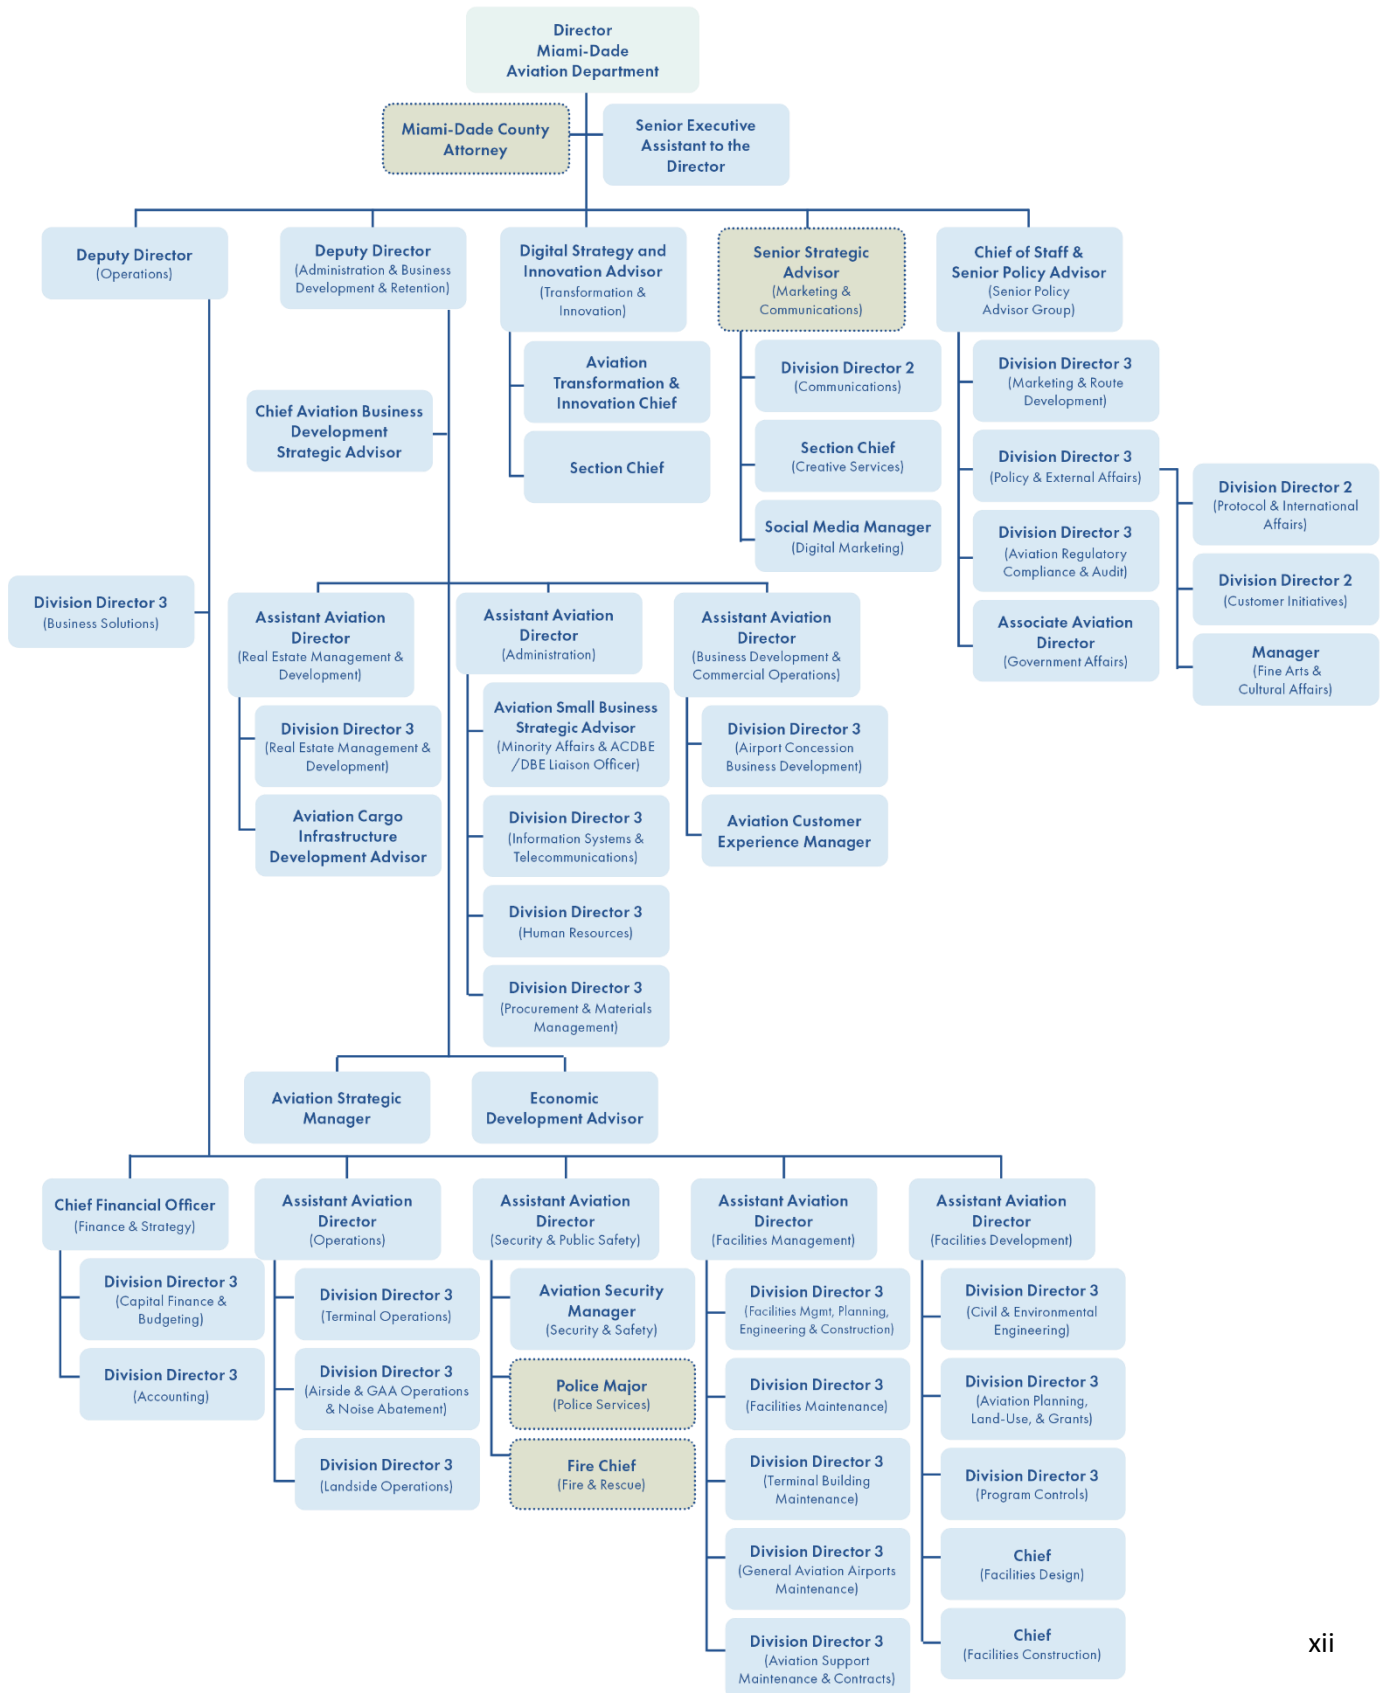 Director
Miami-Dade
Aviation Department
Miami-Dade County
Attorney
Senior Executive
Assistant to the
Director
Deputy Director
(Operations)
Deputy Director
(Administration & Business
Development & Retention)
Digital Strategy and
Innovation Advisor
(Transformation &
Innovation)
Senior Strategic
Advisor
(Marketing &
Communications)
Chief of Staff &
Senior Policy Advisor
(Senior Policy
Advisor Group)
Aviation
Transformation &
Innovation Chief
Section Chief
Division Director 2
(Communications)
Section Chief
(Creative Services)
Social Media Manager
(Digital Marketing)
Division Director 3
(Marketing & Route
Development)
Division Director 3
(Policy & External Affairs)
Division Director 3
(Aviation Regulatory
Compliance & Audit)
Associate Aviation
Director
(Government Affairs)
Division Director 2
(Protocol & International
Affairs)
Division Director 2
(Customer Initiatives)
Manager
(Fine Arts &
Cultural Affairs)
Chief Aviation Business
Development
Strategic Advisor
Division Director 3
(Business Solutions)
Assistant Aviation
Director
(Real Estate Management &
Development)
Division Director 3
(Real Estate Management &
Development)
Aviation Cargo
Infrastructure
Development Advisor
Assistant Aviation
Director
(Administration)
Aviation Small Business
Strategic Advisor
(Minority Affairs & ACDBE
/DBE Liaison Officer)
Division Director 3
(Information Systems &
Telecommunications)
Division Director 3
(Human Resources)
Division Director 3
(Procurement & Materials
Management)
Assistant Aviation
Director
(Business Development &
Commercial Operations)
Division Director 3
(Airport Concession
Business Development)
Aviation Customer
Experience Manager
Aviation Strategic
Manager
Economic
Development Advisor
Chief Financial Officer
(Finance & Strategy)
Division Director 3
(Capital Finance &
Budgeting)
Division Director 3
(Accounting)
Assistant Aviation
Director
(Operations)
Division Director 3
(Terminal Operations)
Division Director 3
(Airside & GAA Operations
& Noise Abatement)
Division Director 3
(Landside Operations)
Assistant Aviation
Director
(Security & Public Safety)
Aviation Security
Manager
(Security & Safety)
Police Major
(Police Services)
Fire Chief
(Fire & Rescue)
Assistant Aviation
Director
(Facilities Management)
Division Director 3
(Facilities Mgmt, Planning,
Engineering & Construction)
Division Director 3
(Facilities Maintenance)
Division Director 3
(Terminal Building
Maintenance)
Division Director 3
(General Aviation Airports
Maintenance)
Division Director 3
(Aviation Support
Maintenance & Contracts)
Assistant Aviation
Director
(Facilities Development)
Division Director 3
(Civil & Environmental
Engineering)
Division Director 3
(Aviation Planning,
Land-Use, & Grants)
Division Director 3
(Program Controls)
Chief
(Facilities Design)
Chief
(Facilities Construction)
xii